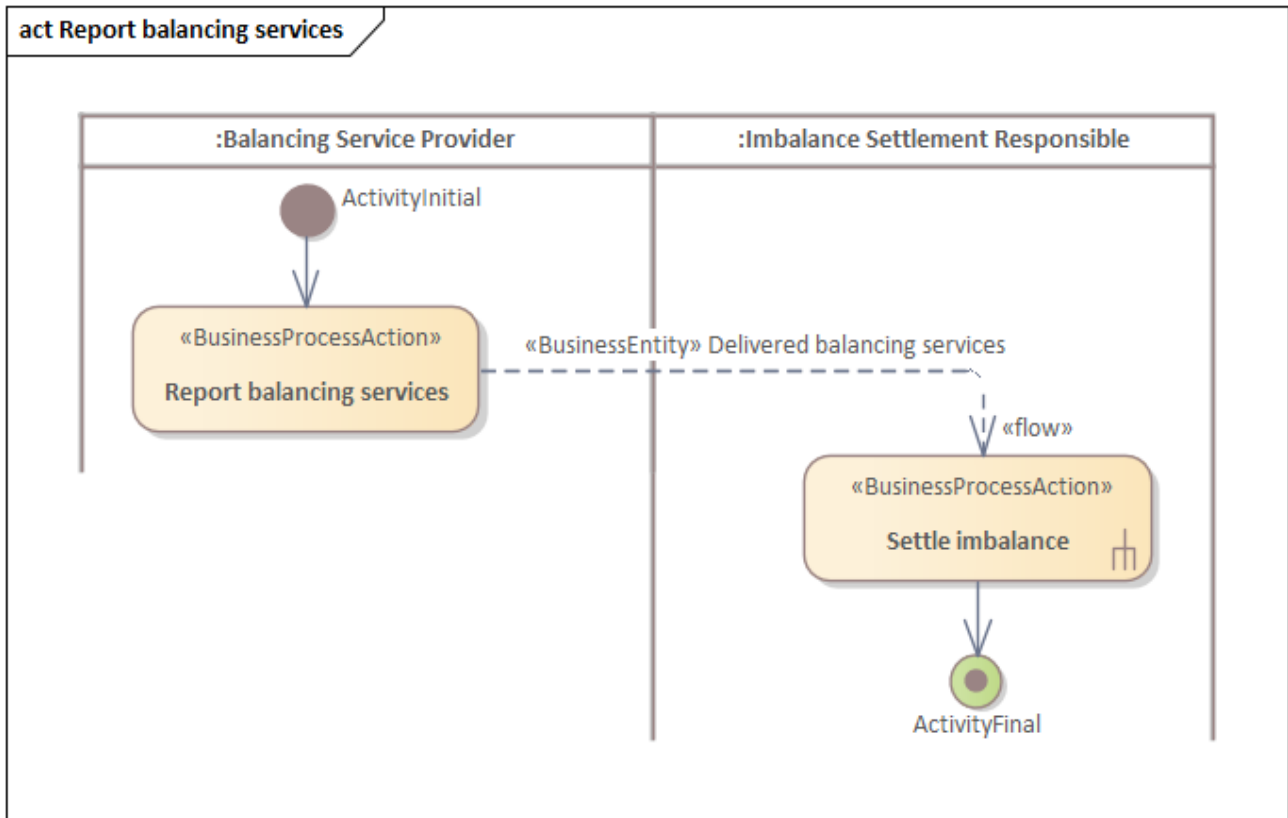 act Report balancing services
:Balancing Service Provider
:Imbalance Settlement Responsible
ActivityInitial
«BusinessProcessAction»
Report balancing services
«BusinessEntity» Delivered balancing services
«flow»
«BusinessProcessAction»
Settle imbalance
ActivityFinal